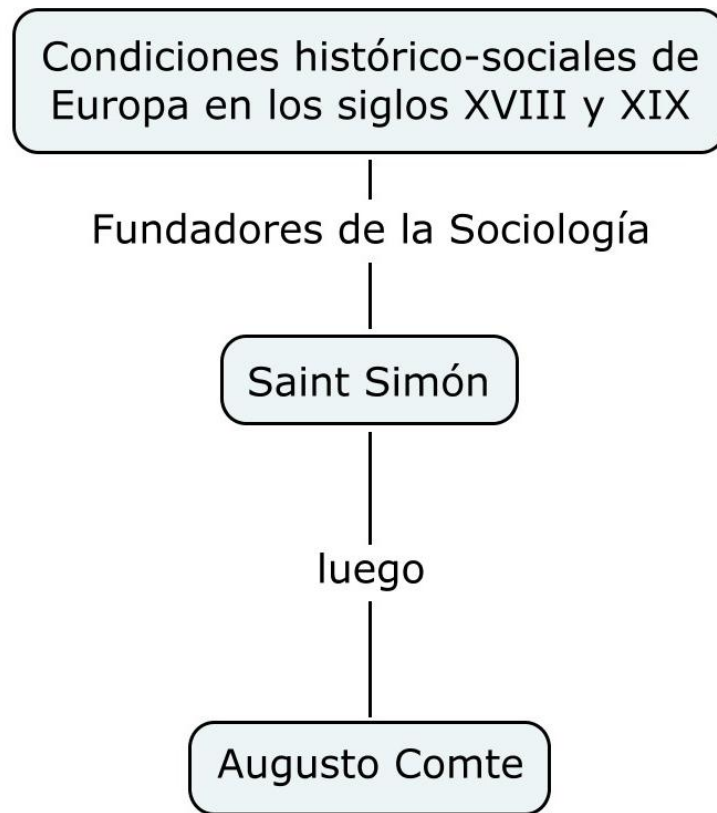 Condiciones histórico-sociales de
Europa en los siglos XVIII y XIX
Fundadores de la Sociología
Saint Simón
luego
Augusto Comte